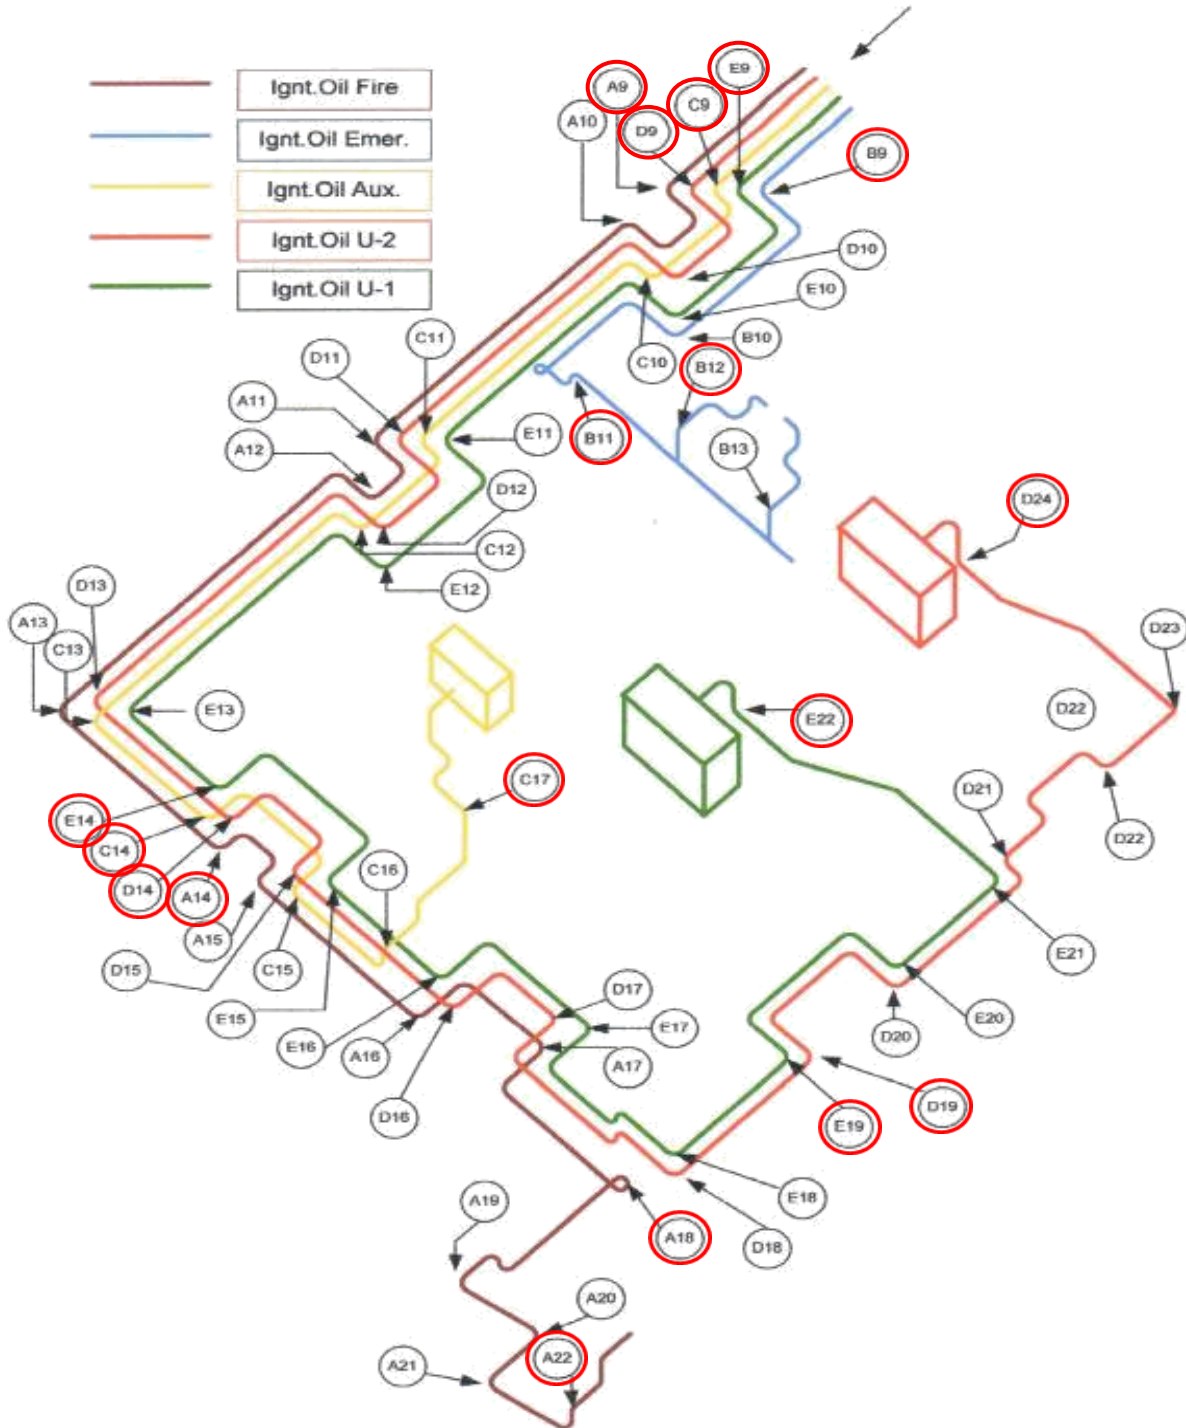 E9
A9
Ignt.Oil Fire
C9
A10
D9
Ignt.Oil Emer.
B9
Ignt.Oil Aux.
Ignt.Oil U-2
D10
Ignt.Oil U-1
E10
C11
B10
D11
C10
B12
A11
E11
B11
A12
B13
D12
D24
C12
D13
E12
A13
C13
D23
E13
D22
E22
C17
D21
E14
D22
C14
C16
D14
A14
A15
D15
C15
D17
E21
E15
E17
E20
E16
A16
D20
A17
D16
D19
E19
A19
E18
A18
D18
A20
A22
A21